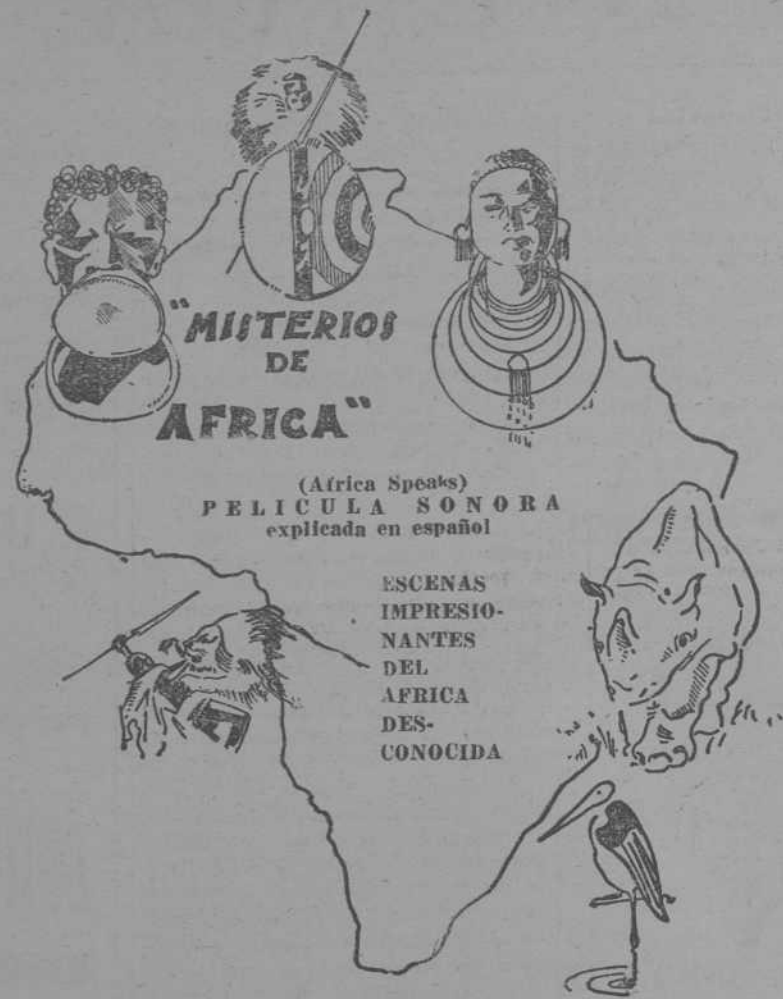 "MISTERIOS
DE
AFRICA"
(Africa Speaks)
PELICULA SONORA
explicada en español
ESCENAS
IMPRESIO-
NANTES
DEL
AFRICA
DES-
CONOCIDA